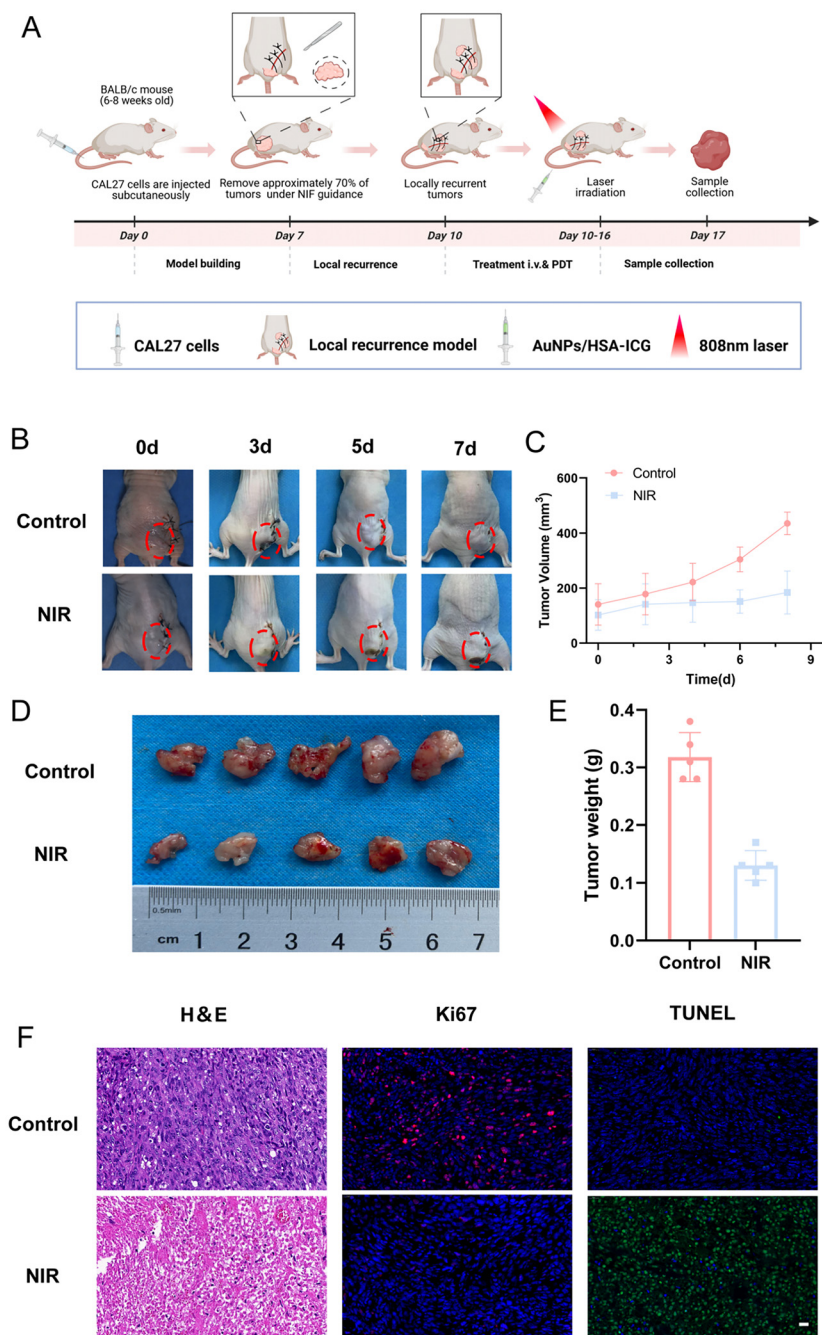 A
BALB/c mouse
(6-8 weeks old)
CAL27 cells are injected
subcutaneously
Remove approximately 70% of
tumors under NIF guidance
Locally recurrent
tumors
Laser
irradiation
Sample
collection
Day 0
Day 7
Day 10
Day 10-16
Day 17
Model building
Local recurrence
Treatment i.v.& PDT
Sample collection
CAL27 cells
Local recurrence model
AuNPs/HSA-ICG
808nm laser
B
0d
3d
5d
7d
Control
NIR
C
Control
NIR
Tumor Volume (mm³)
600
400
200
0
0
3
6
9
Time(d)
D
Control
NIR
0.5mm
cm 1 2 3 4 5 6 7
E
Tumor weight (g)
0.4
0.3
0.2
0.1
0.0
Control
NIR
F
H&E
Ki67
TUNEL
Control
NIR